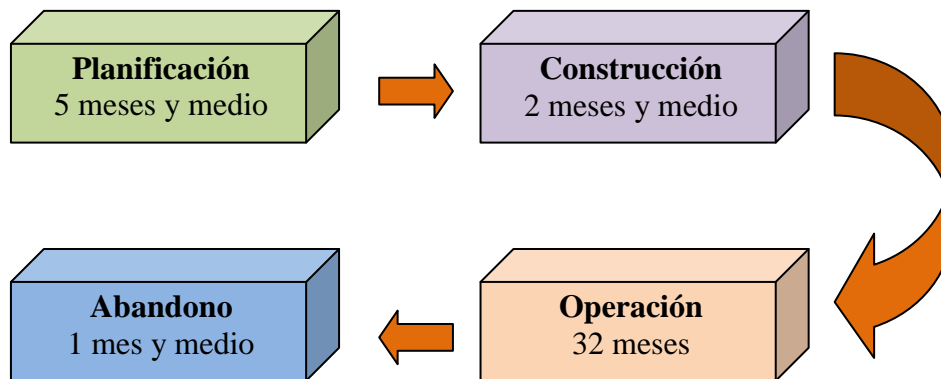 Planificación
5 meses y medio
Construcción
2 meses y medio
Operación
32 meses
Abandono
1 mes y medio